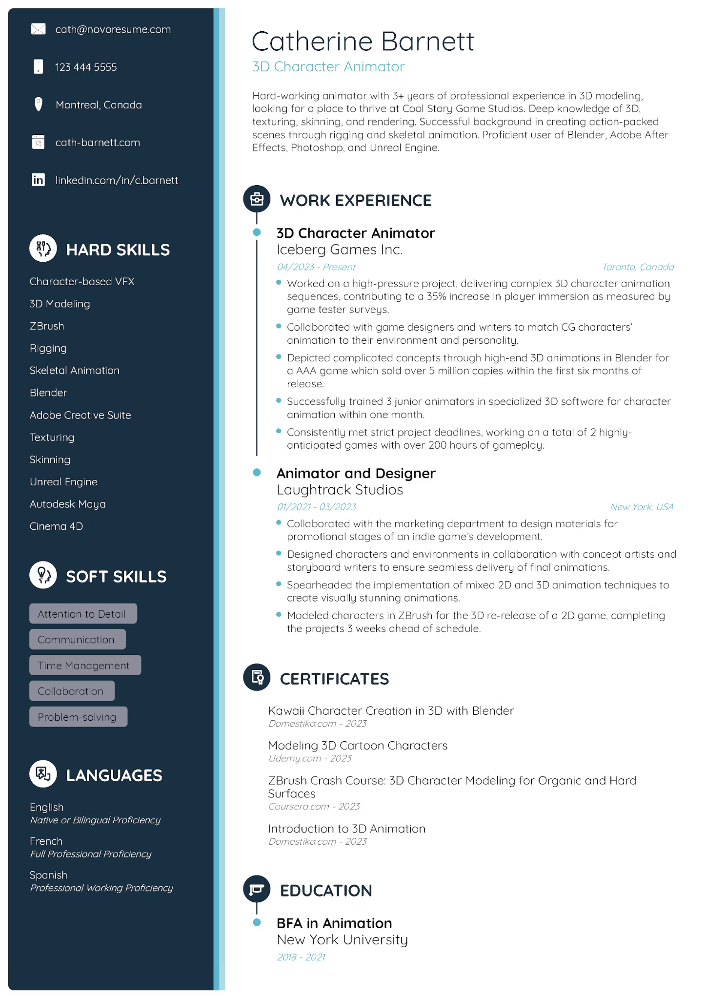 cath@novoresume.com
123 444 5555
Montreal, Canada
cath-barnett.com
linkedin.com/in/c.barnett
HARD SKILLS
Character-based VFX
3D Modeling
ZBrush
Rigging
Skeletal Animation
Blender
Adobe Creative Suite
Texturing
Skinning
Unreal Engine
Autodesk Maya
Cinema 4D
SOFT SKILLS
Attention to Detail
Communication
Time Management
Collaboration
Problem-solving
LANGUAGES
English
Native or Bilingual Proficiency
French
Full Professional Proficiency
Spanish
Professional Working Proficiency
Catherine Barnett
3D Character Animator
Hard-working animator with 3+ years of professional experience in 3D modeling,
looking for a place to thrive at Cool Story Game Studios. Deep knowledge of 3D,
texturing, skinning, and rendering. Successful background in creating action-packed
scenes through rigging and skeletal animation. Proficient user of Blender, Adobe After
Effects, Photoshop, and Unreal Engine.
WORK EXPERIENCE
3D Character Animator
Iceberg Games Inc.
04/2023 - Present Toronto, Canada
Worked on a high-pressure project, delivering complex 3D character animation
sequences, contributing to a 35% increase in player immersion as measured by
game tester surveys.
Collaborated with game designers and writers to match CG characters’
animation to their environment and personality.
Depicted complicated concepts through high-end 3D animations in Blender for
a AAA game which sold over 5 million copies within the first six months of
release.
Successfully trained 3 junior animators in specialized 3D software for character
animation within one month.
Consistently met strict project deadlines, working on a total of 2 highly-
anticipated games with over 200 hours of gameplay.
Animator and Designer
Laughtrack Studios
01/2021 - 03/2023 New York, USA
Collaborated with the marketing department to design materials for
promotional stages of an indie game’s development.
Designed characters and environments in collaboration with concept artists and
storyboard writers to ensure seamless delivery of final animations.
Spearheaded the implementation of mixed 2D and 3D animation techniques to
create visually stunning animations.
Modeled characters in ZBrush for the 3D re-release of a 2D game, completing
the projects 3 weeks ahead of schedule.
CERTIFICATES
Kawaii Character Creation in 3D with Blender
Domestika.com - 2023
Modeling 3D Cartoon Characters
Udemy.com - 2023
ZBrush Crash Course: 3D Character Modeling for Organic and Hard
Surfaces
Coursera.com - 2023
Introduction to 3D Animation
Domestika.com - 2023
EDUCATION
BFA in Animation
New York University
2018 - 2021